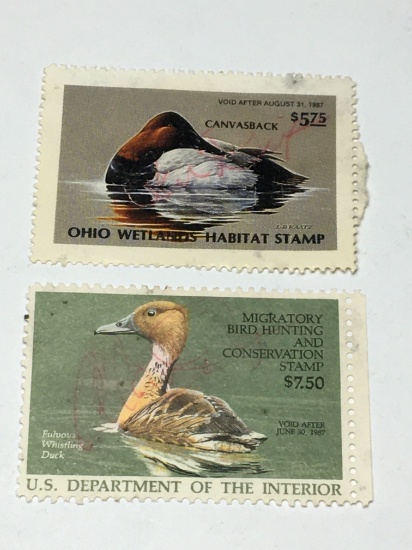 VOID AFTER AUGUST 31, 1987
$5.75
CANVASBACK
OHIO WETLANDS HABITAT STAMP
MIGRATORY
BIRD HUNTING
AND
CONSERVATION
STAMP
$7.50
VOID AFTER
JUNE 30, 1987
Fulvous
Whistling
Duck
U.S. DEPARTMENT OF THE INTERIOR